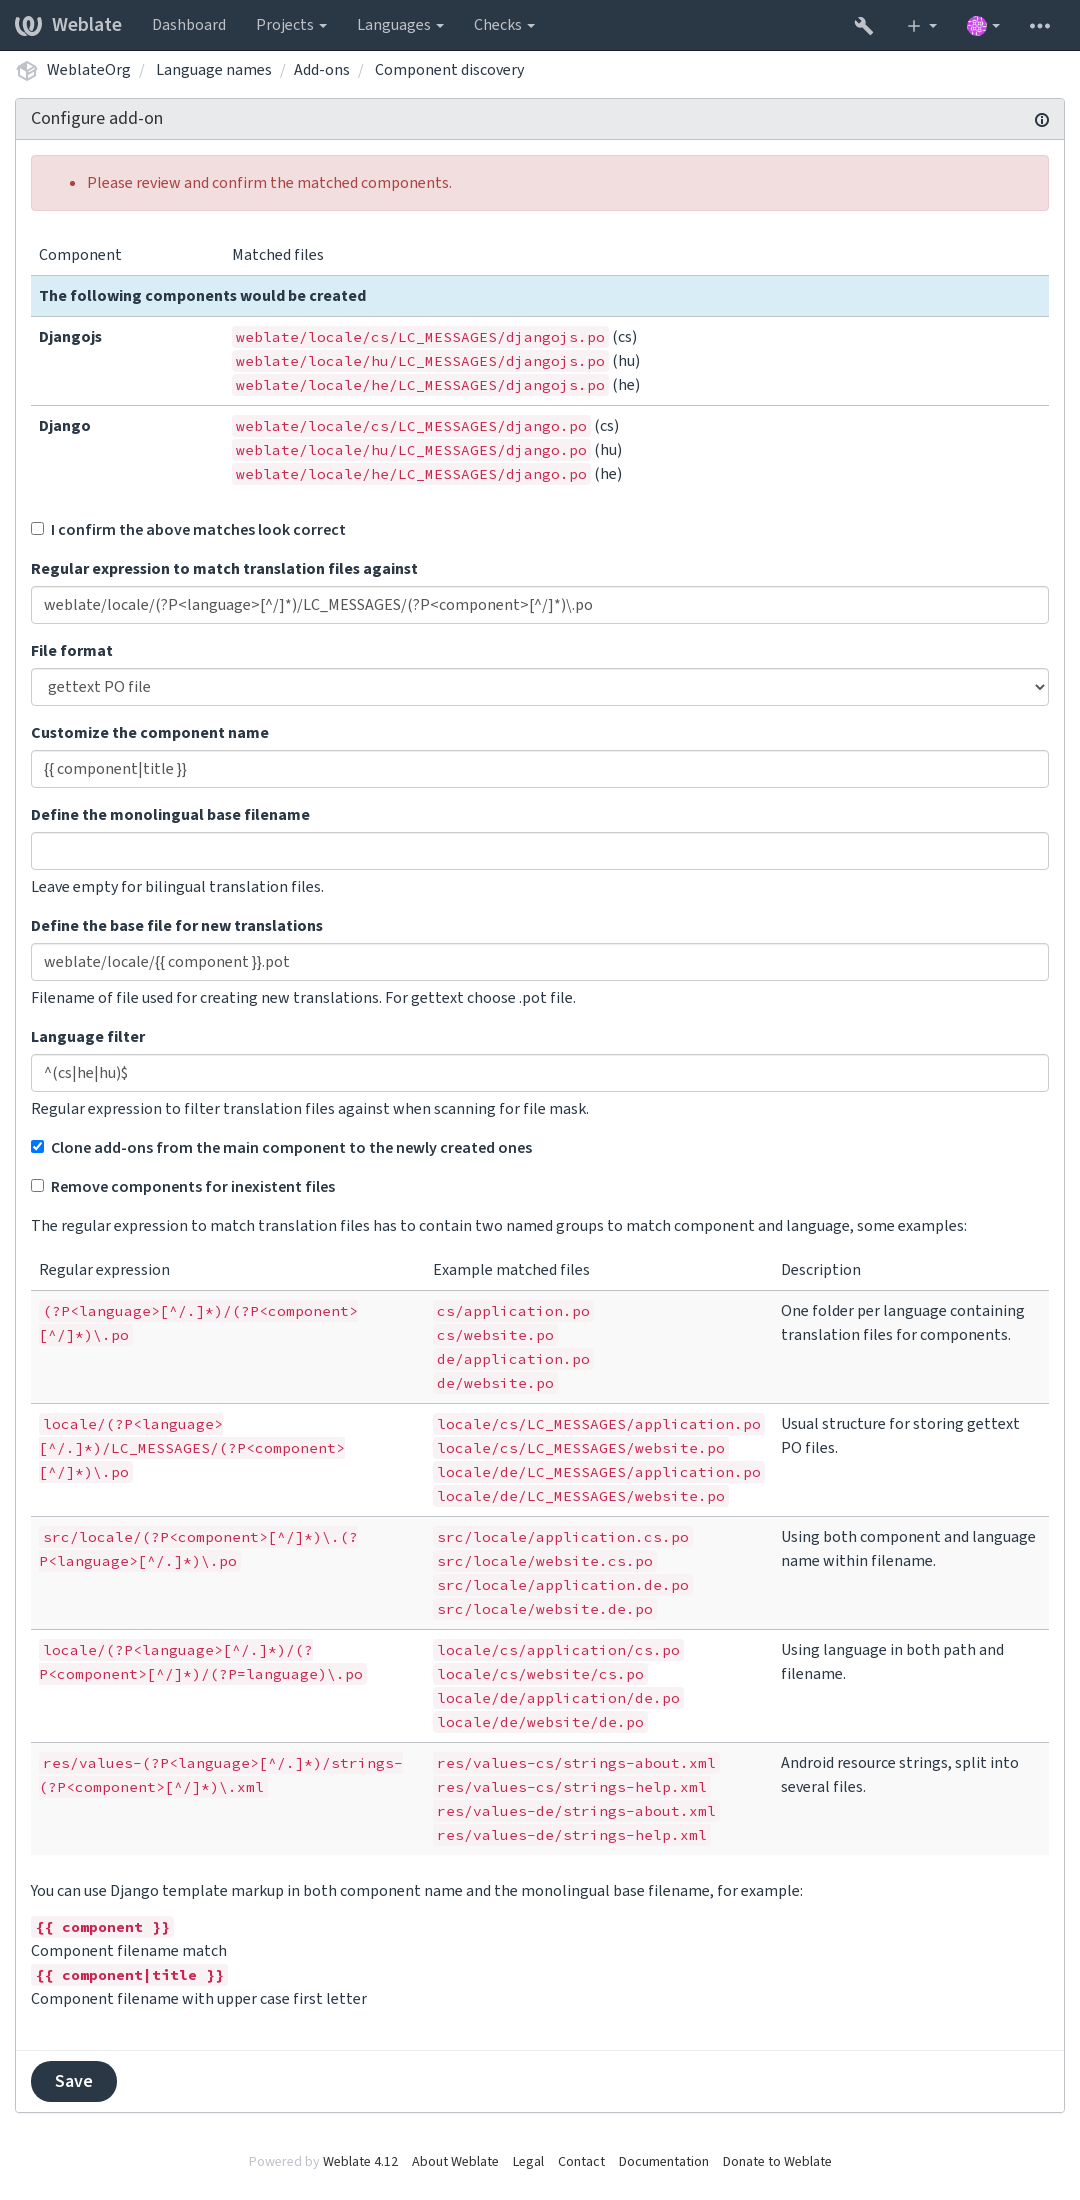 Weblate Dashboard Projects Languages Checks
WeblateOrg / Language names / Add-ons / Component discovery
Configure add-on
Please review and confirm the matched components.
Component Matched files
The following components would be created
Djangojs weblate/locale/cs/LC_MESSAGES/djangojs.po (cs)
weblate/locale/hu/LC_MESSAGES/djangojs.po (hu)
weblate/locale/he/LC_MESSAGES/djangojs.po (he)
Django weblate/locale/cs/LC_MESSAGES/django.po (cs)
weblate/locale/hu/LC_MESSAGES/django.po (hu)
weblate/locale/he/LC_MESSAGES/django.po (he)
I confirm the above matches look correct
Regular expression to match translation files against
weblate/locale/(?P<language>[^/]*)/LC_MESSAGES/(?P<component>[^/]*)\.po
File format
gettext PO file
Customize the component name
{{ component|title }}
Define the monolingual base filename
Leave empty for bilingual translation files.
Define the base file for new translations
weblate/locale/{{ component }}.pot
Filename of file used for creating new translations. For gettext choose .pot file.
Language filter
^(cs|he|hu)$
Regular expression to filter translation files against when scanning for file mask.
Clone add-ons from the main component to the newly created ones
Remove components for inexistent files
The regular expression to match translation files has to contain two named groups to match component and language, some examples:
Regular expression Example matched files Description
(?P<language>[^/.]*)/(?P<component> cs/application.po One folder per language containing
[^/]*)\.po cs/website.po translation files for components.
de/application.po
de/website.po
locale/(?P<language> locale/cs/LC_MESSAGES/application.po Usual structure for storing gettext
[^/.]*)/LC_MESSAGES/(?P<component> locale/cs/LC_MESSAGES/website.po PO files.
[^/]*)\.po locale/de/LC_MESSAGES/application.po
locale/de/LC_MESSAGES/website.po
src/locale/(?P<component>[^/]*)\.(? src/locale/application.cs.po Using both component and language
P<language>[^/.]*)\.po src/locale/website.cs.po name within filename.
src/locale/application.de.po
src/locale/website.de.po
locale/(?P<language>[^/.]*)/(? locale/cs/application/cs.po Using language in both path and
P<component>[^/]*)/(?P=language)\.po locale/cs/website/cs.po filename.
locale/de/application/de.po
locale/de/website/de.po
res/values-(?P<language>[^/.]*)/strings- res/values-cs/strings-about.xml Android resource strings, split into
(?P<component>[^/]*)\.xml res/values-cs/strings-help.xml several files.
res/values-de/strings-about.xml
res/values-de/strings-help.xml
You can use Django template markup in both component name and the monolingual base filename, for example:
{{ component }}
Component filename match
{{ component|title }}
Component filename with upper case first letter
Save
Powered by Weblate 4.12 About Weblate Legal Contact Documentation Donate to Weblate